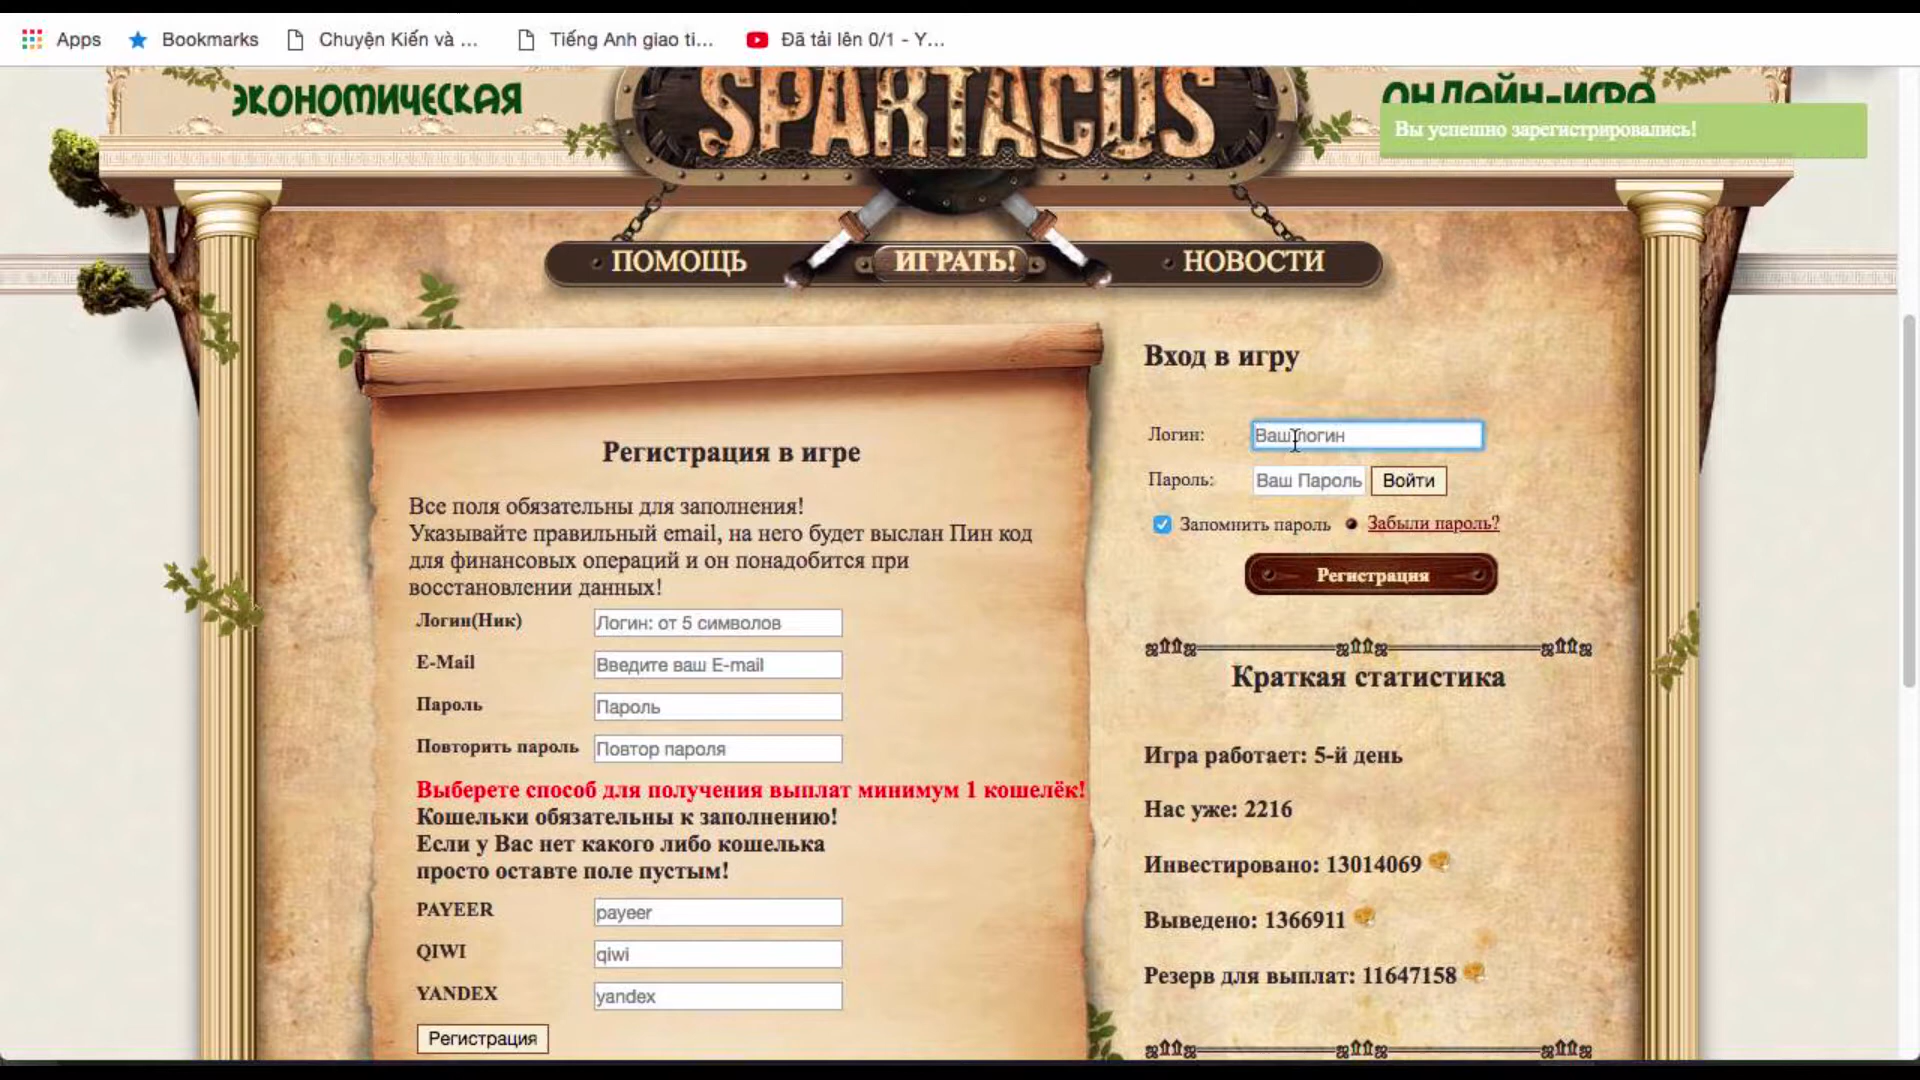 Apps
Bookmarks
Chuyện Kiến và ...
Tiếng Anh giao ti...
Đã tải lên 0/1 - Y...
ЭКОНОМИЧЕСКАЯ
SPARTACUS
ОНЛАЙН-ИГРА
Вы успешно зарегистрировались!
ПОМОЩЬ
ИГРАТЬ!
НОВОСТИ
Регистрация в игре
Все поля обязательны для заполнения!
Указывайте правильный email, на него будет выслан Пин код
для финансовых операций и он понадобится при
восстановлении данных!
Логин(Ник)
Логин: от 5 символов
E-Mail
Введите ваш E-mail
Пароль
Пароль
Повторить пароль
Повтор пароля
Выберете способ для получения выплат минимум 1 кошелёк!
Кошельки обязательны к заполнению!
Если у Вас нет какого либо кошелька
просто оставте поле пустым!
PAYEER
payeer
QIWI
qiwi
YANDEX
yandex
Регистрация
Вход в игру
Логин:
Ваш логин
Пароль:
Ваш Пароль
Войти
Запомнить пароль
Забыли пароль?
Регистрация
Краткая статистика
Игра работает: 5-й день
Нас уже: 2216
Инвестировано: 13014069
Выведено: 1366911
Резерв для выплат: 11647158